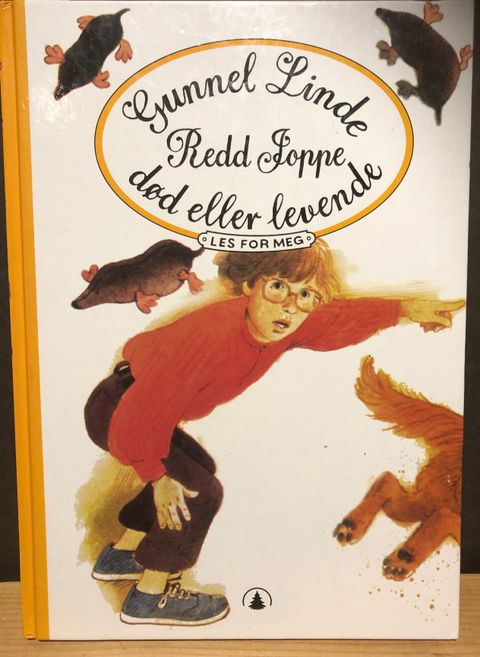 Gunnel Linde
Redd Joppe
død eller levende
LES FOR MEG